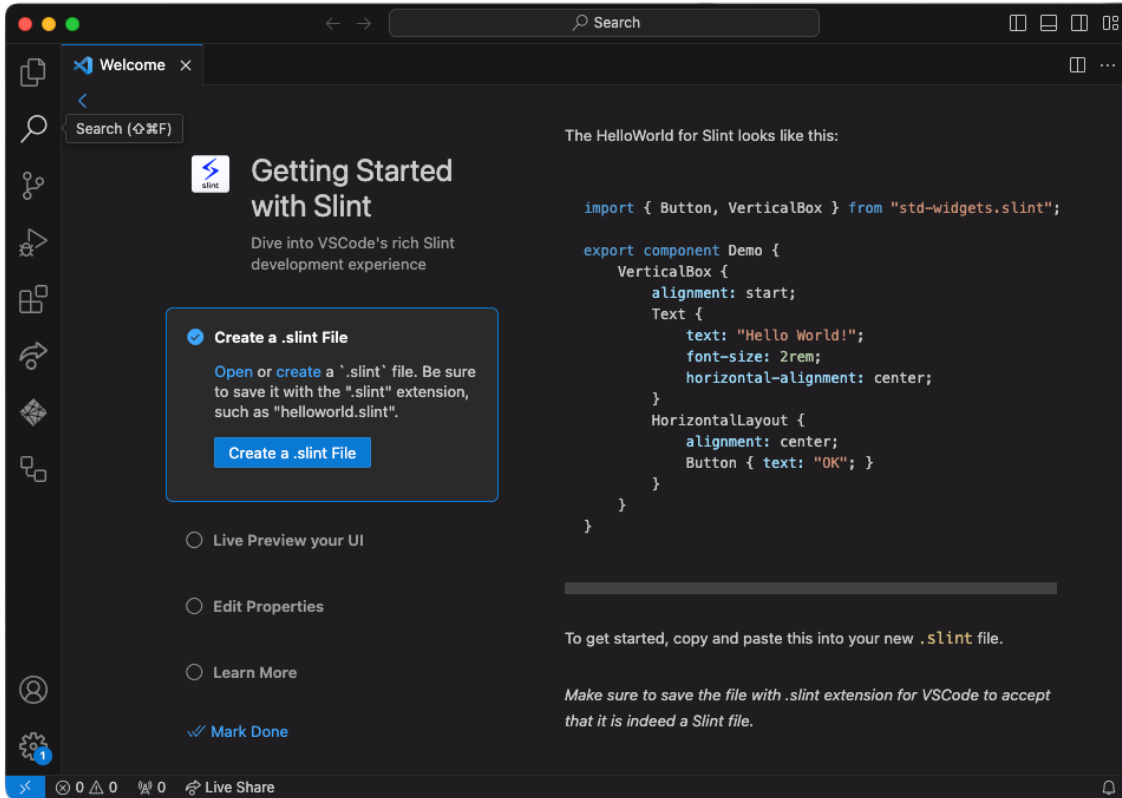 Search
Welcome
Search (⇧⌘F)
slint
Getting Started
with Slint
Dive into VSCode's rich Slint
development experience
Create a .slint File
Open or create a `.slint` file. Be sure
to save it with the ".slint" extension,
such as "helloworld.slint".
Create a .slint File
Live Preview your UI
Edit Properties
Learn More
Mark Done
The HelloWorld for Slint looks like this:
import { Button, VerticalBox } from "std-widgets.slint";
export component Demo {
    VerticalBox {
        alignment: start;
        Text {
            text: "Hello World!";
            font-size: 2rem;
            horizontal-alignment: center;
        }
        HorizontalLayout {
            alignment: center;
            Button { text: "OK"; }
        }
    }
}
To get started, copy and paste this into your new .slint file.
Make sure to save the file with .slint extension for VSCode to accept
that it is indeed a Slint file.
1
0 0 0 Live Share